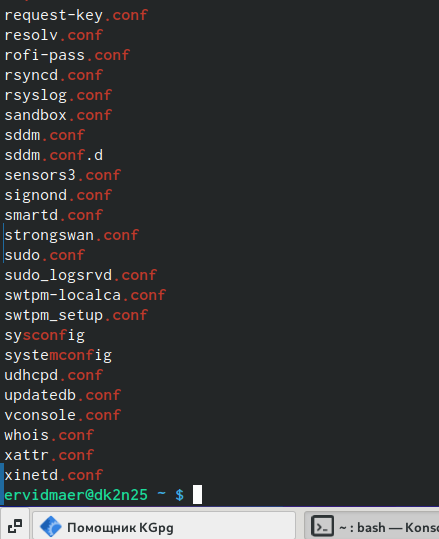 request-key.conf
resolv.conf
rofi-pass.conf
rsyncd.conf
rsyslog.conf
sandbox.conf
sddm.conf
sddm.conf.d
sensors3.conf
signond.conf
smartd.conf
strongswan.conf
sudo.conf
sudo_logsrvd.conf
swtpm-localca.conf
swtpm_setup.conf
sysconfig
systemconfig
udhcpd.conf
updatedb.conf
vconsole.conf
whois.conf
xattr.conf
xinetd.conf
ervidmaer@dk2n25 ~ $
Помощник KGpg
~ : bash — Konso